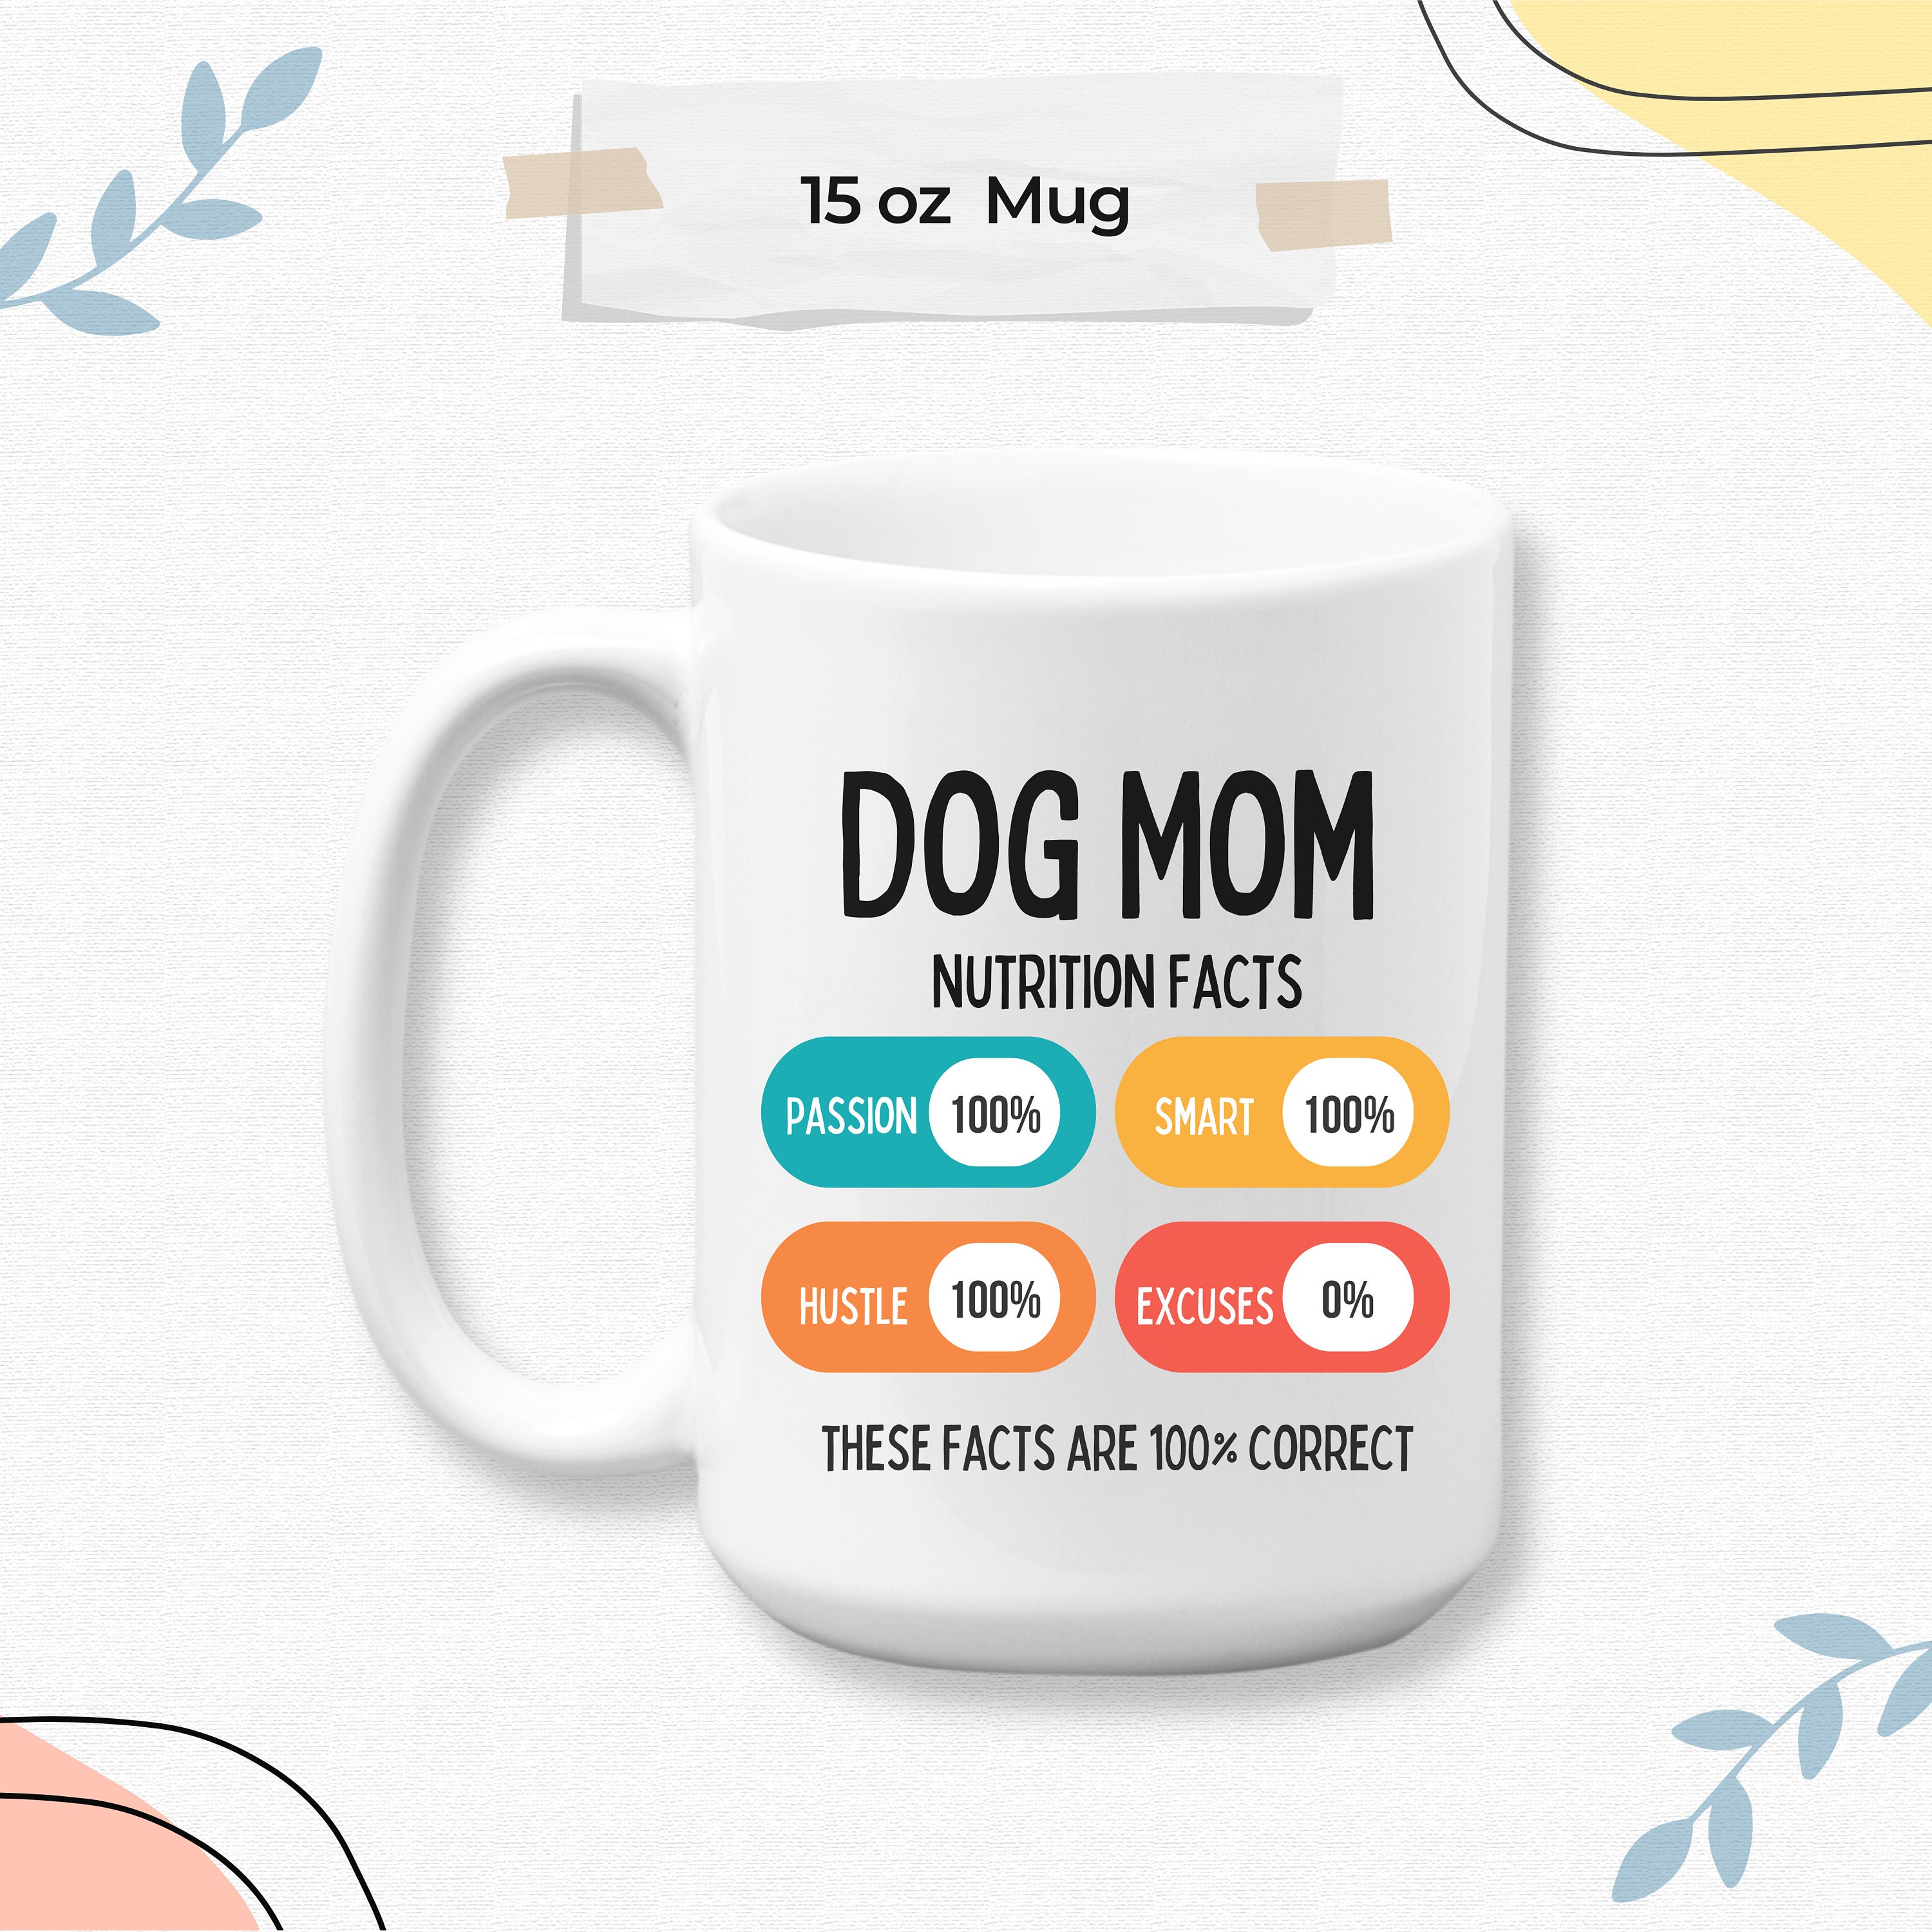 15 oz Mug
DOG MOM
NUTRITION FACTS
PASSION 100% SMART 100%
HUSTLE 100% EXCUSES 0%
THESE FACTS ARE 100% CORRECT